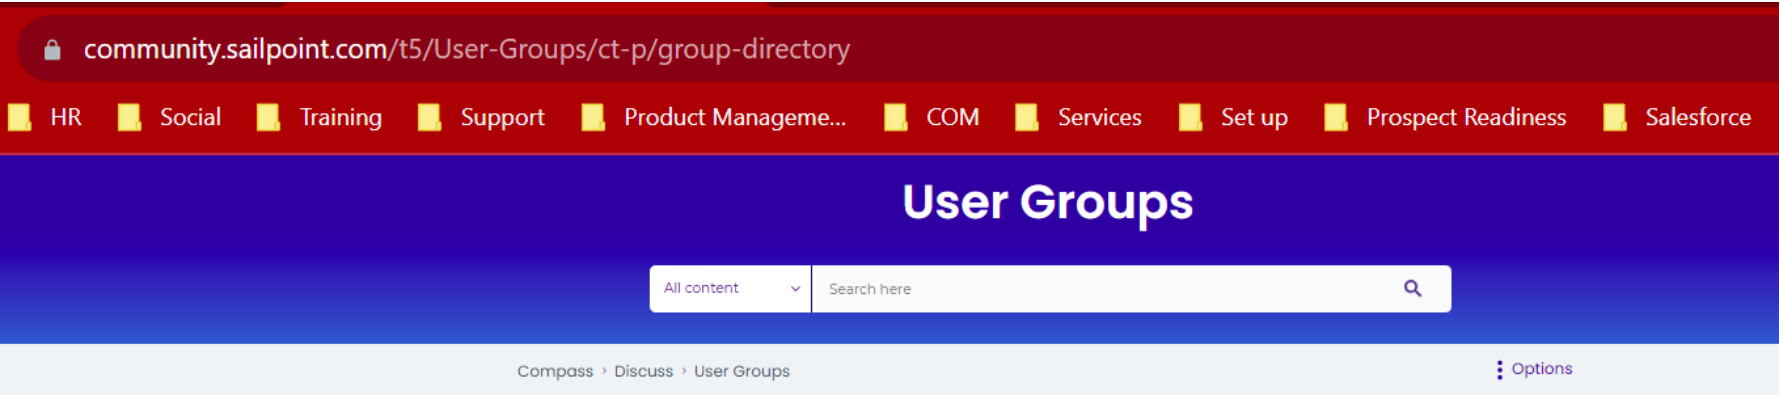 community.sailpoint.com/t5/User-Groups/ct-p/group-directory
HR Social Training Support Product Manageme... COM Services Set up Prospect Readiness Salesforce
User Groups
All content Search here
Compass > Discuss > User Groups Options